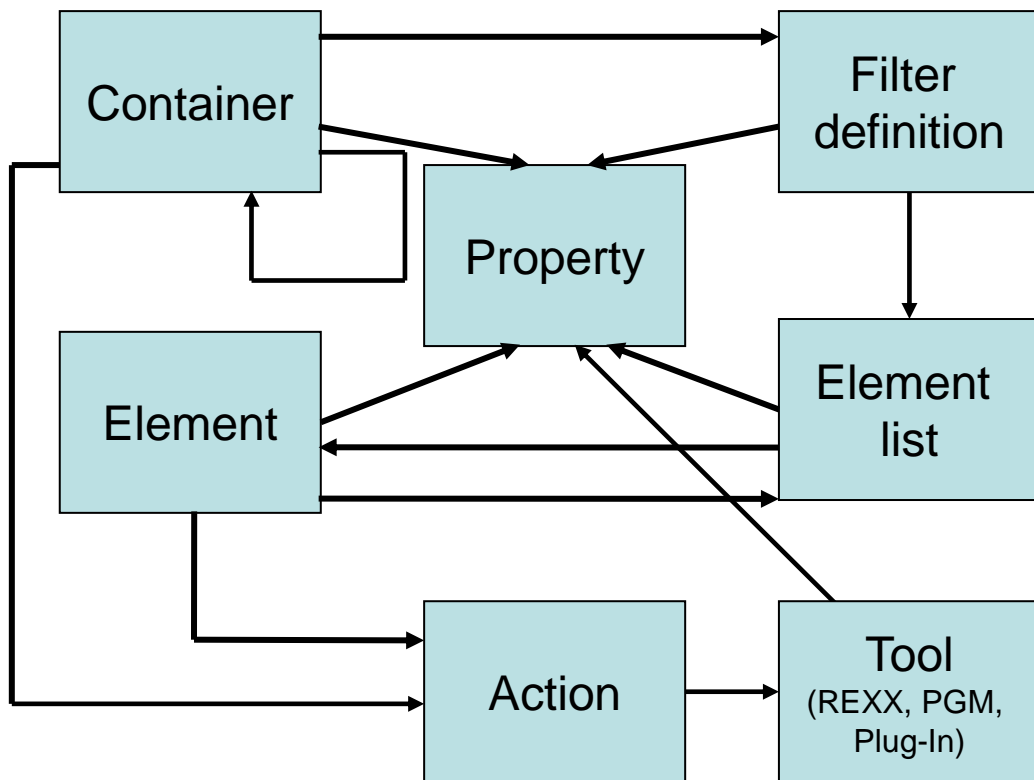 Container
Filter
definition
Property
Element
Element
list
Action
Tool
(REXX, PGM,
Plug-In)